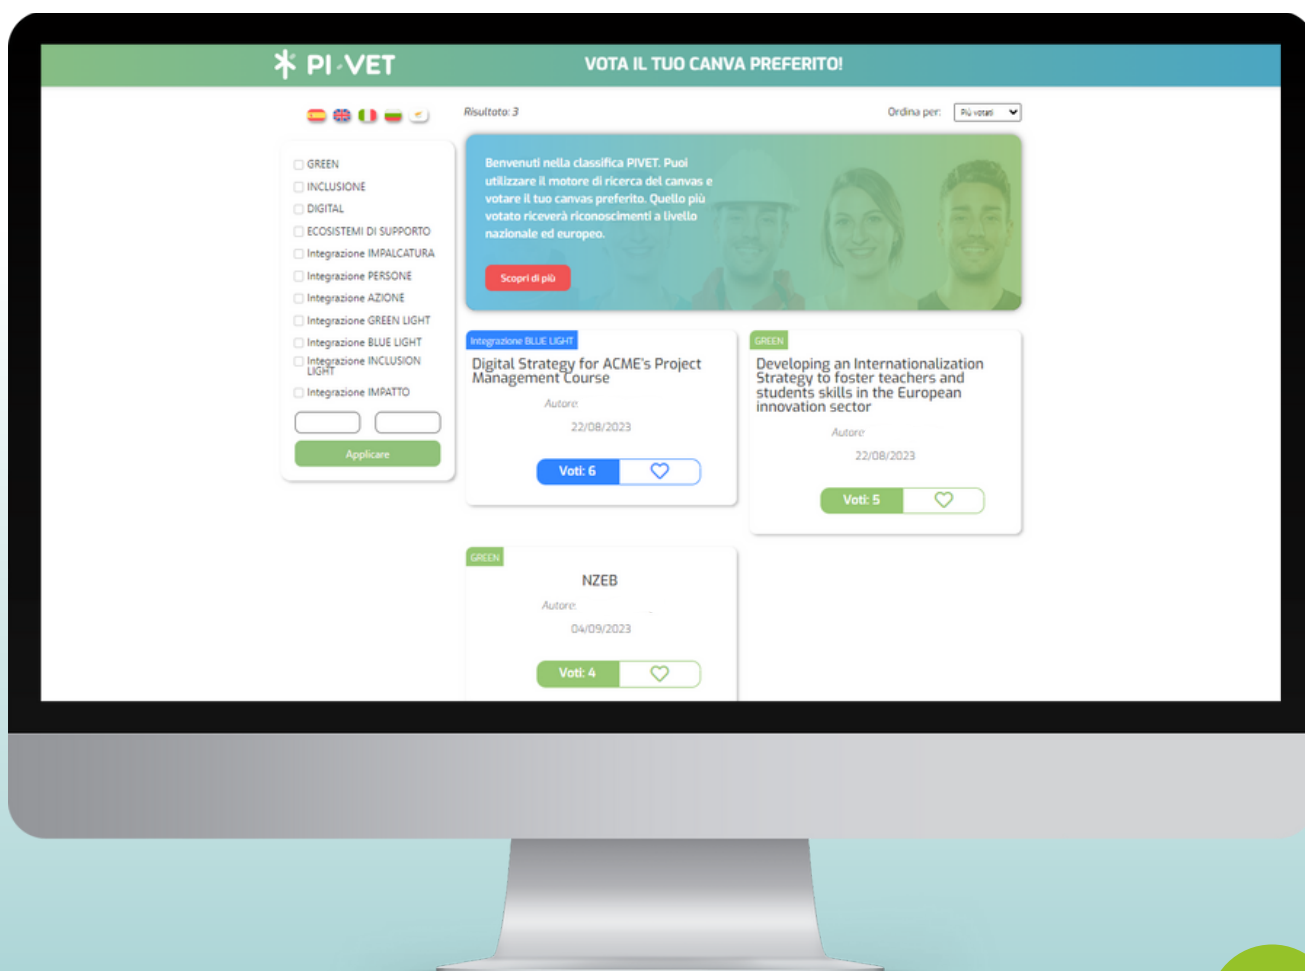 PI-VET
VOTA IL TUO CANVA PREFERITO!
Risultato: 3
Ordina per:
Più votati
GREEN
INCLUSIONE
DIGITAL
ECOSISTEMI DI SUPPORTO
Integrazione IMPALCATURA
Integrazione PERSONE
Integrazione AZIONE
Integrazione GREEN LIGHT
Integrazione BLUE LIGHT
Integrazione INCLUSION
LIGHT
Integrazione IMPATTO
Applicare
Benvenuti nella classifica PIVET. Puoi
utilizzare il motore di ricerca del canvas e
votare il tuo canvas preferito. Quello più
votato riceverà riconoscimenti a livello
nazionale ed europeo.
Scopri di più
Integrazione BLUE LIGHT
Digital Strategy for ACME's Project
Management Course
Autore:
22/08/2023
Voti: 6
GREEN
Developing an Internationalization
Strategy to foster teachers and
students skills in the European
innovation sector
Autore
22/08/2023
Voti: 5
GREEN
NZEB
Autore:
04/09/2023
Voti: 4